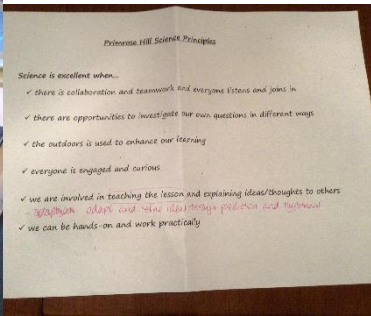 Primrose Hill Science Principles
Science is excellent when...
✓ there is collaboration and teamwork and everyone listens and joins in
✓ there are opportunities to investigate our own questions in different ways
✓ the outdoors is used to enhance our learning
✓ everyone is engaged and curious
✓ we are involved in teaching the lesson and explaining ideas/thoughts to others
adapt and ideas through prediction and
✓ we can be hands-on and work practically